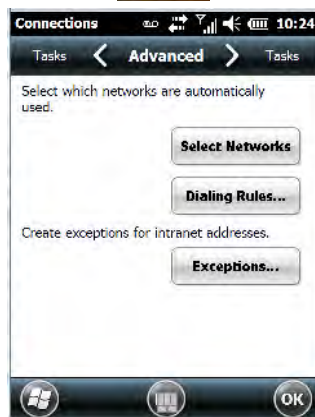 Connections 10:24
Tasks Advanced Tasks
Select which networks are automatically
used.
Select Networks
Dialing Rules...
Create exceptions for intranet addresses.
Exceptions...
OK